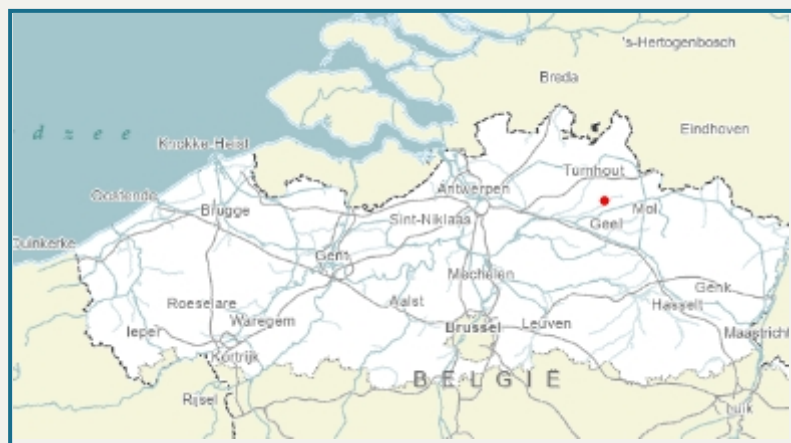 's-Hertogenbosch
Breda
d z e e
Eindhoven
Knokke-Heist
Turnhout
Antwerpen
Oostende
Mol
Brugge
Sint-Niklaas
Geel
Duinkerke
Gent
Mechelen
Genk
Roeselare
Aalst
Hasselt
Waregem
Brussel
Leuven
Ieper
Maastricht
Kortrijk
BELGIË
Rijsel
Luik